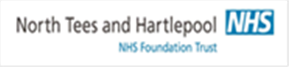 North Tees and Hartlepool NHS
NHS Foundation Trust